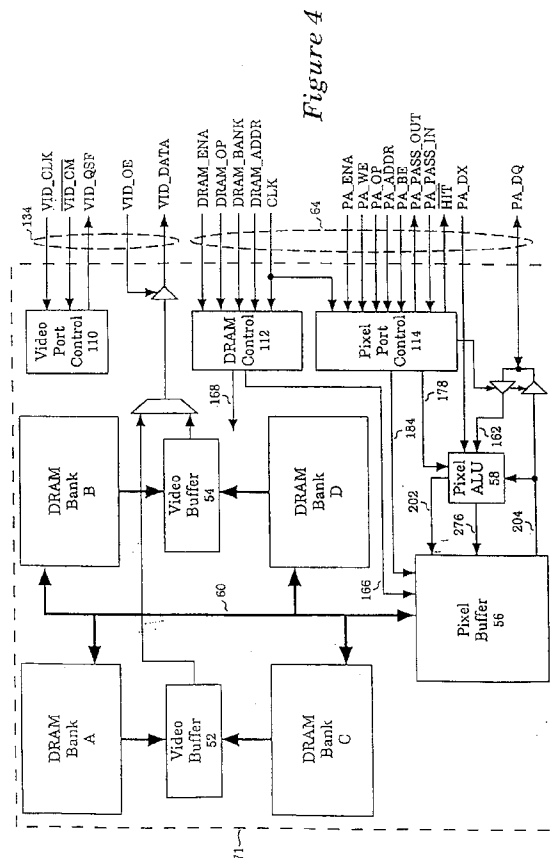 Figure 4
134
VID_CLK
VID_CM
VID_QSF
VID_OE
VID_DATA
DRAM_ENA
DRAM_OP
DRAM_BANK
DRAM_ADDR
CLK
64
PA_ENA
PA_WE
PA_OP
PA_ADDR
PA_BE
PA_PASS_OUT
PA_PASS_IN
HIT
PA_DX
PA_DQ
Video
Port
Control
110
DRAM
Control
112
168
Pixel Port
Control
114
184
178
162
DRAM
Bank
B
Video
Buffer
54
DRAM
Bank
D
166
202
Pixel
ALU
58
276
204
60
DRAM
Bank
A
Video
Buffer
52
DRAM
Bank
C
Pixel
Buffer
56
71